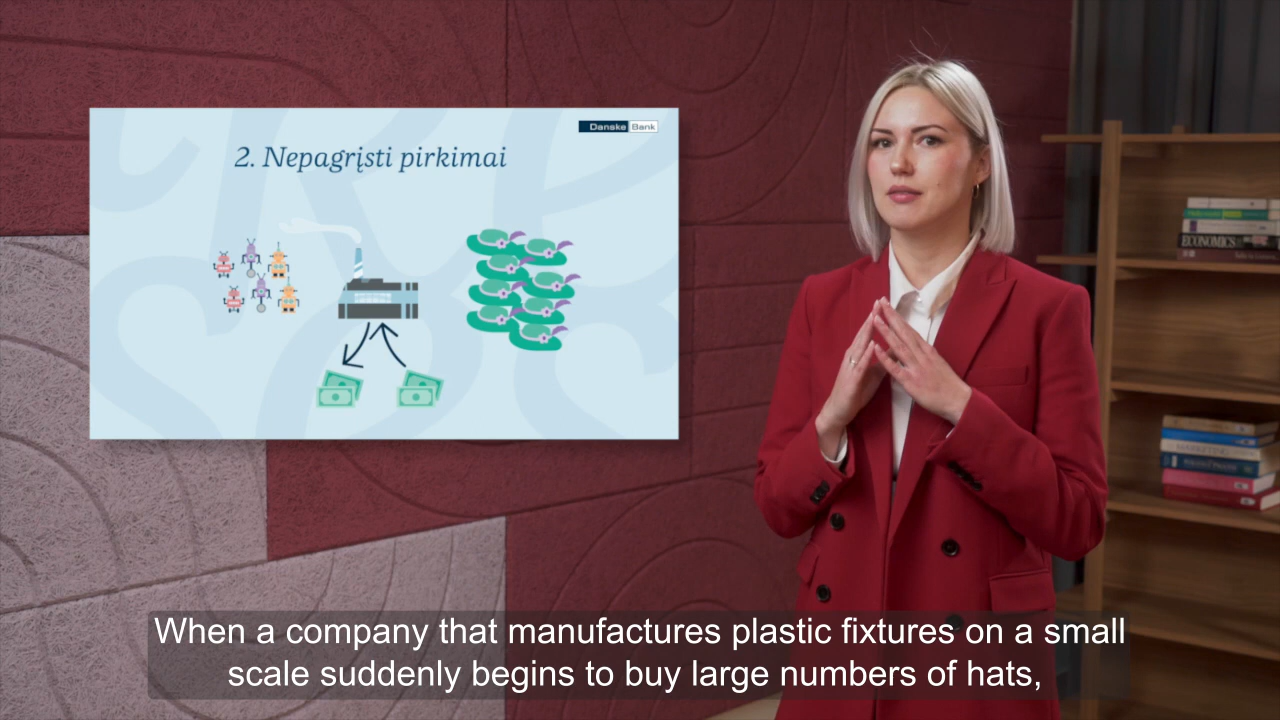 Danske Bank
2. Nepagrįsti pirkimai
ECONOMICS
MARKETING
When a company that manufactures plastic fixtures on a small
scale suddenly begins to buy large numbers of hats,